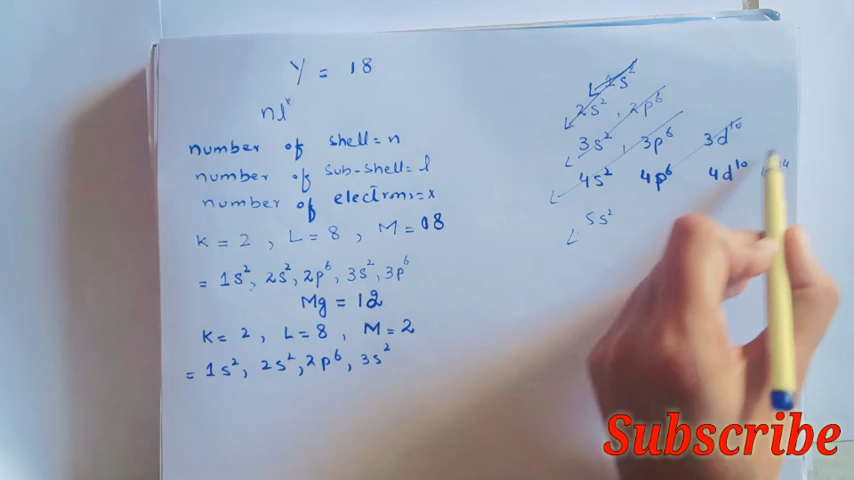 Y = 18
nlˣ
number of shell = n
number of sub-shell = l
number of electrons = x
K = 2 , L = 8 , M = 08
= 1s², 2s², 2p⁶, 3s², 3p⁶
Mg = 12
K = 2 , L = 8 , M = 2
= 1s², 2s², 2p⁶, 3s²
2s² , 2p⁶
3s² , 3p⁶ 3d¹⁰
4s² , 4p⁶ 4d¹⁰
5s²
Subscribe